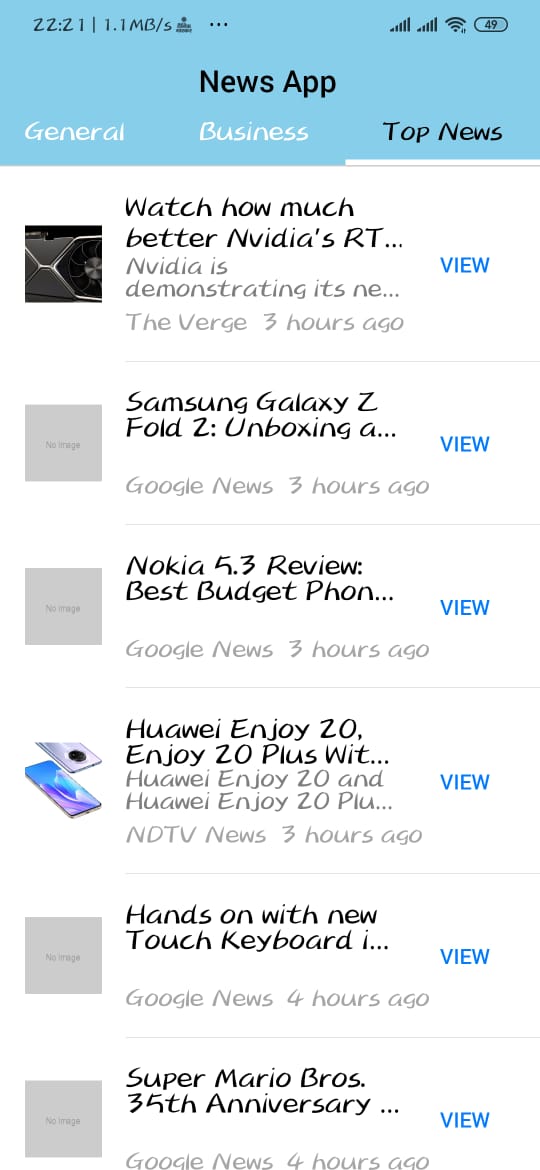 22:21 | 1.1MB/s ...
49
News App
General
Business
Top News
Watch how much
better Nvidia's RT...
Nvidia is
demonstrating its ne...
The Verge 3 hours ago
VIEW
No Image
Samsung Galaxy Z
Fold 2: Unboxing a...
Google News 3 hours ago
VIEW
No Image
Nokia 5.3 Review:
Best Budget Phon...
Google News 3 hours ago
VIEW
Huawei Enjoy 20,
Enjoy 20 Plus Wit...
Huawei Enjoy 20 and
Huawei Enjoy 20 Plu...
NDTV News 3 hours ago
VIEW
No Image
Hands on with new
Touch Keyboard i...
Google News 4 hours ago
VIEW
No Image
Super Mario Bros.
35th Anniversary ...
Google News 4 hours ago
VIEW